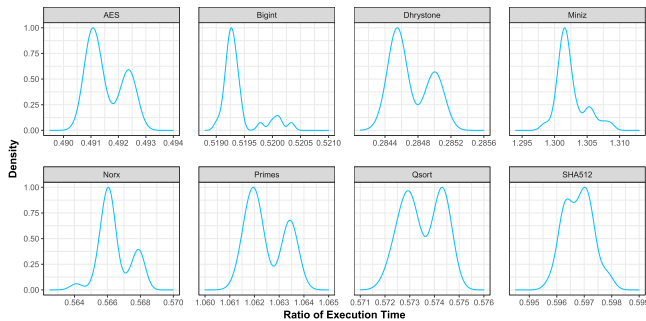 AES Bigint Dhrystone Miniz
1.00
0.75
0.50
0.25
0.00
0.490 0.491 0.492 0.493 0.494 0.5190 0.5195 0.5200 0.5205 0.5210 0.2844 0.2848 0.2852 0.2856 1.295 1.300 1.305 1.310
Density
Norx Primes Qsort SHA512
1.00
0.75
0.50
0.25
0.00
0.564 0.566 0.568 0.570 1.060 1.061 1.062 1.063 1.064 1.065 0.571 0.572 0.573 0.574 0.575 0.576 0.595 0.596 0.597 0.598 0.599
Ratio of Execution Time